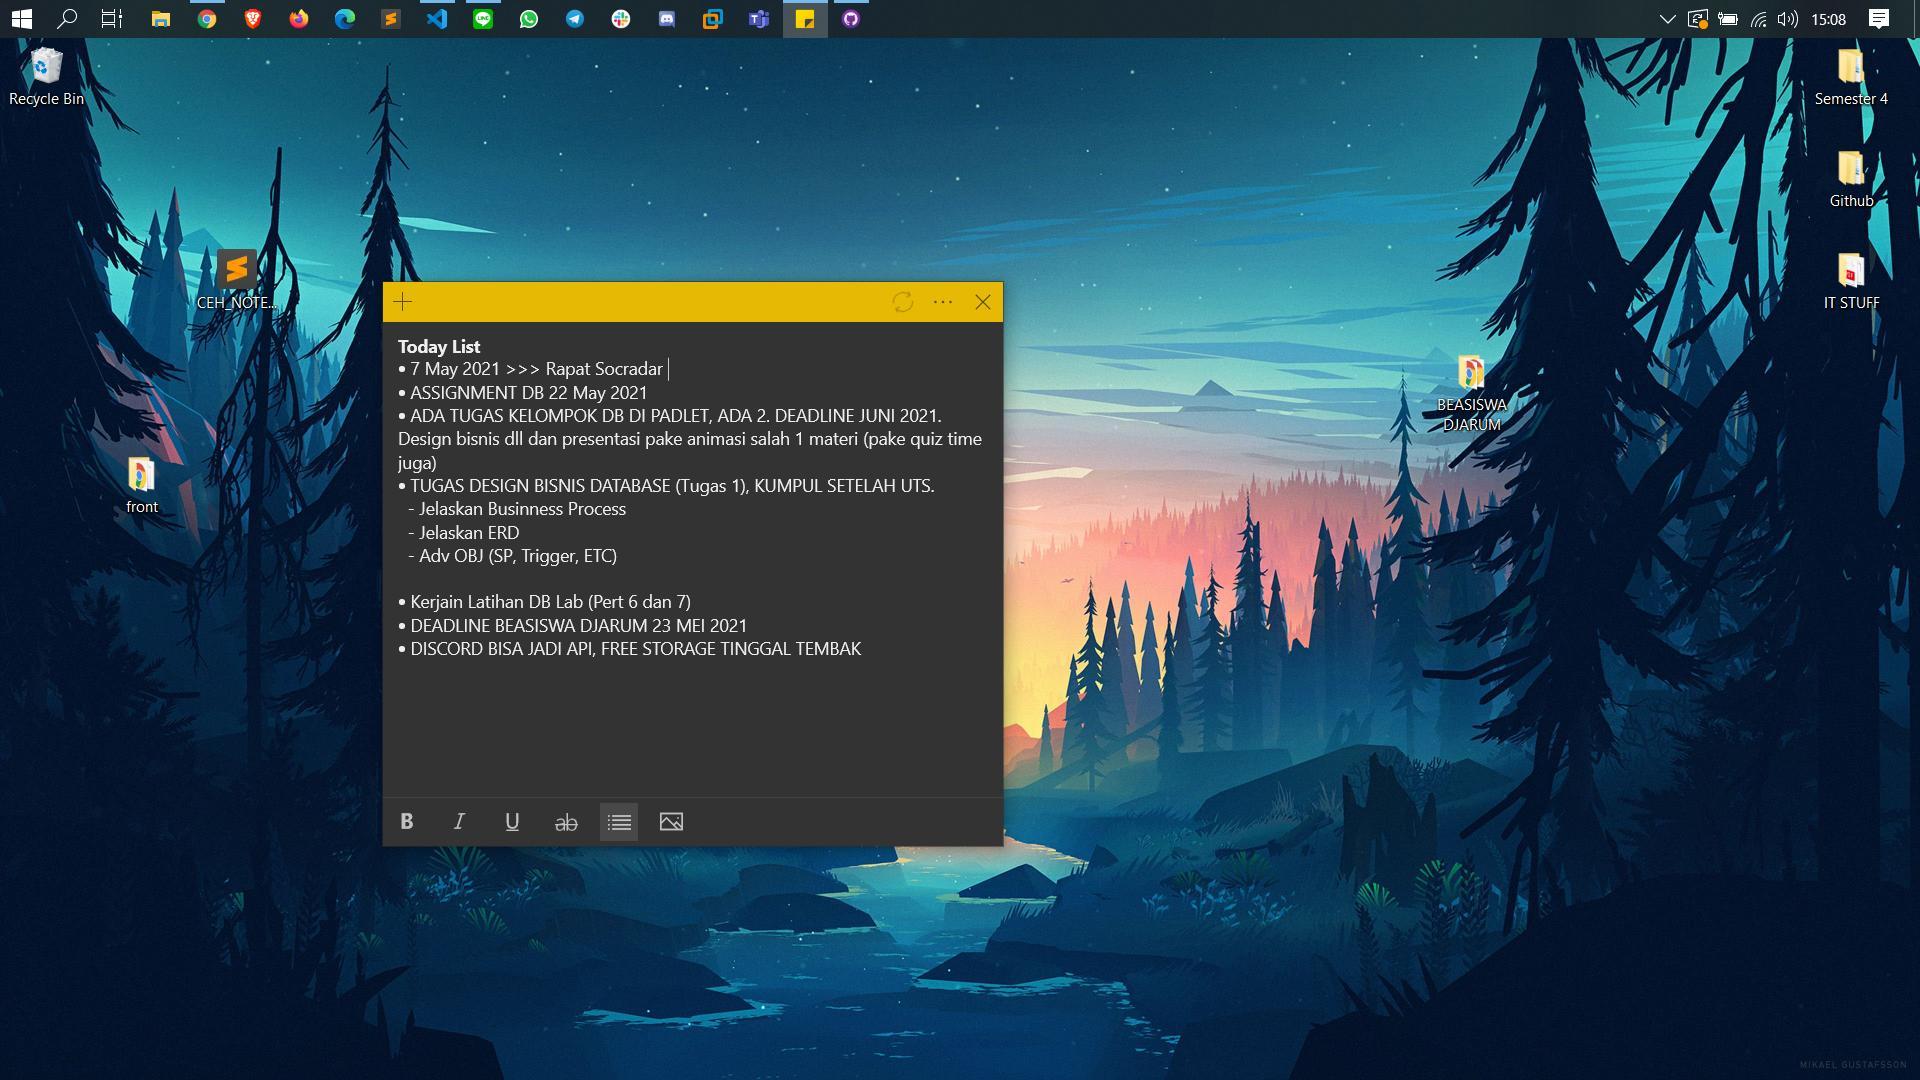 15:08
Recycle Bin
Semester 4
Github
CEH_NOTE...
IT STUFF
Today List
• 7 May 2021 >>> Rapat Socradar
• ASSIGNMENT DB 22 May 2021
• ADA TUGAS KELOMPOK DB DI PADLET, ADA 2. DEADLINE JUNI 2021.
Design bisnis dll dan presentasi pake animasi salah 1 materi (pake quiz time
juga)
• TUGAS DESIGN BISNIS DATABASE (Tugas 1), KUMPUL SETELAH UTS.
- Jelaskan Businness Process
- Jelaskan ERD
- Adv OBJ (SP, Trigger, ETC)
• Kerjain Latihan DB Lab (Pert 6 dan 7)
• DEADLINE BEASISWA DJARUM 23 MEI 2021
• DISCORD BISA JADI API, FREE STORAGE TINGGAL TEMBAK
B I U ab
BEASISWA
DJARUM
front
MIKAEL GUSTAFSSON